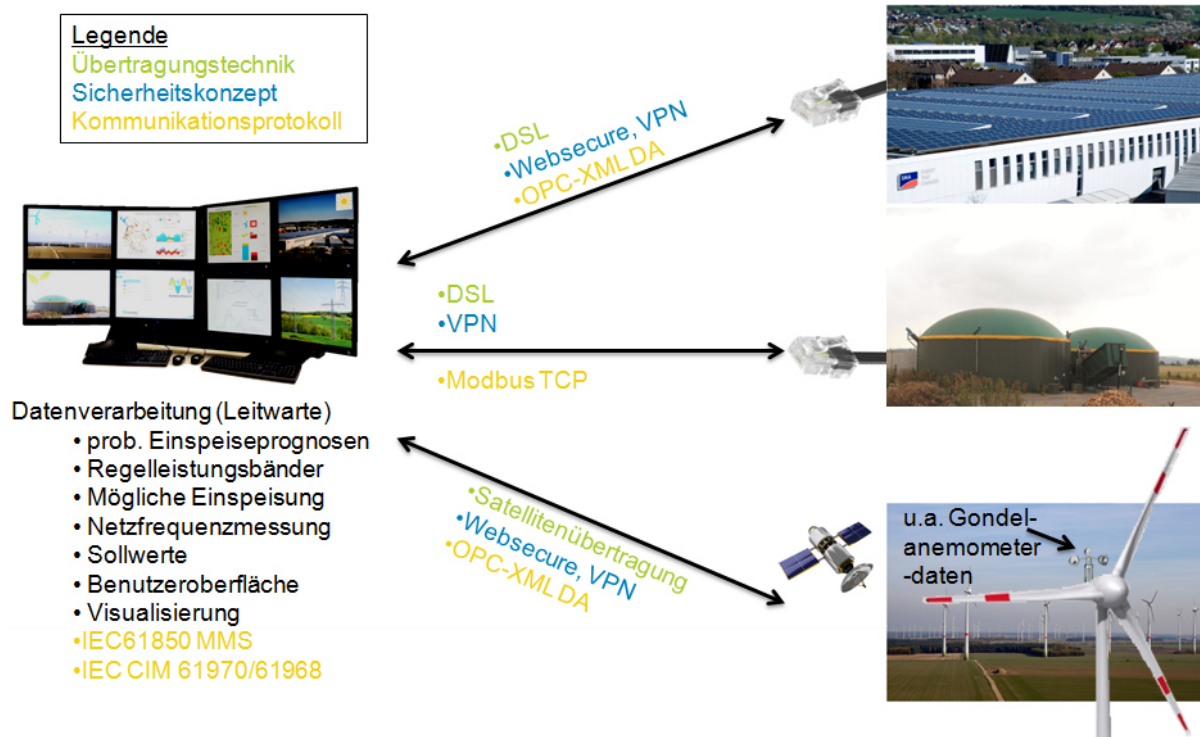 Legende
Übertragungstechnik
Sicherheitskonzept
Kommunikationsprotokoll
•DSL
•Websecure, VPN
•OPC-XML DA
•DSL
•VPN
•Modbus TCP
Datenverarbeitung (Leitwarte)
• prob. Einspeiseprognosen
• Regelleistungsbänder
• Mögliche Einspeisung
• Netzfrequenzmessung
• Sollwerte
• Benutzeroberfläche
• Visualisierung
•IEC61850 MMS
•IEC CIM 61970/61968
•Satellitenübertragung
•Websecure, VPN
•OPC-XML DA
u.a. Gondel-
anemometer
-daten
SMA